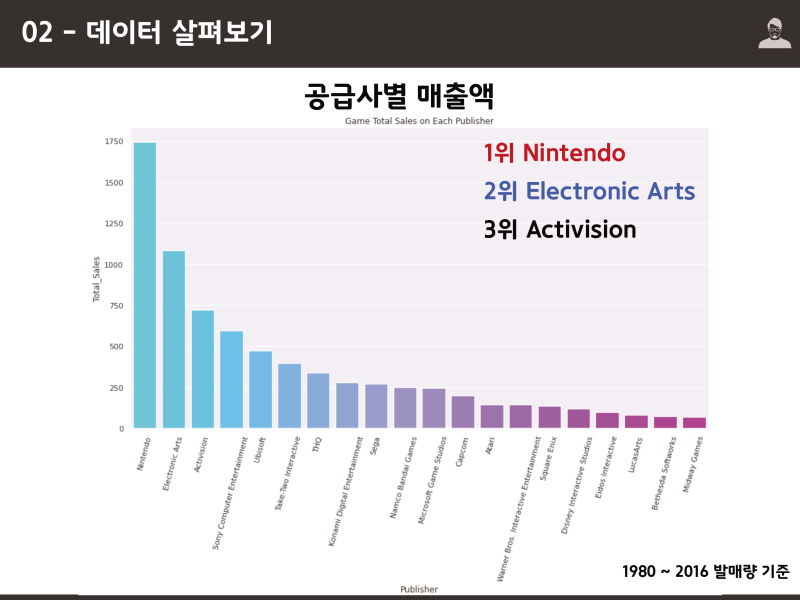 02 - 데이터 살펴보기
공급사별 매출액
Game Total Sales on Each Publisher
1위 Nintendo
2위 Electronic Arts
3위 Activision
Total_Sales
1750
1500
1250
1000
750
500
250
0
Nintendo
Electronic Arts
Activision
Sony Computer Entertainment
Ubisoft
Take-Two Interactive
THQ
Konami Digital Entertainment
Sega
Namco Bandai Games
Microsoft Game Studios
Capcom
Atari
Warner Bros. Interactive Entertainment
Square Enix
Disney Interactive Studios
Eidos Interactive
LucasArts
Bethesda Softworks
Midway Games
Publisher
1980 ~ 2016 발매량 기준